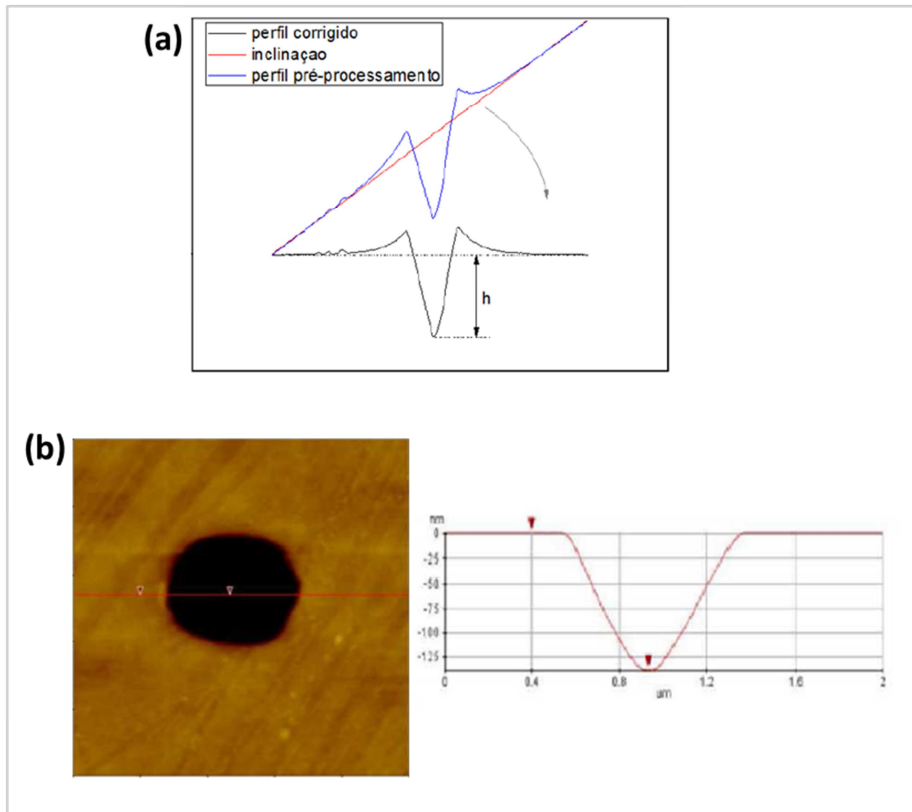 (a)
perfil corrigido
inclinaçao
perfil pré-processamento
h
(b)
nm
0
-25
-50
-75
-100
-125
0 0.4 0.8 1.2 1.6 2
µm